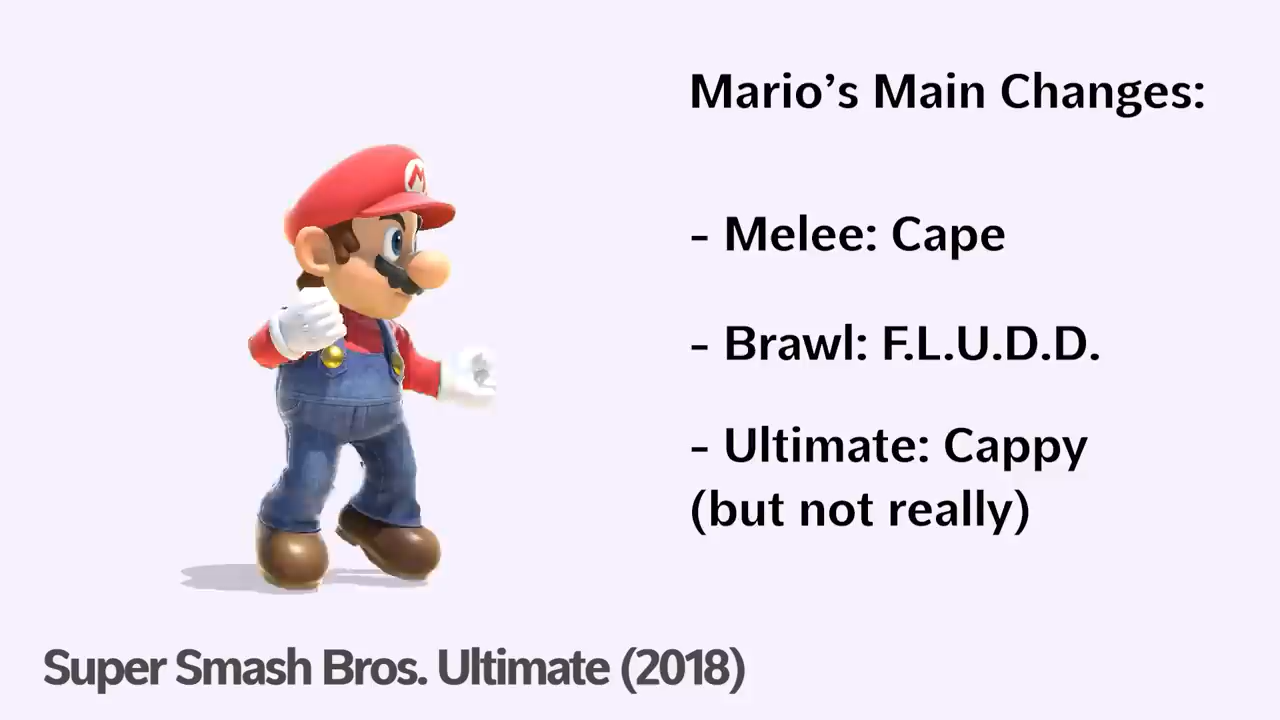 Mario’s Main Changes:
- Melee: Cape
- Brawl: F.L.U.D.D.
- Ultimate: Cappy
(but not really)
Super Smash Bros. Ultimate (2018)